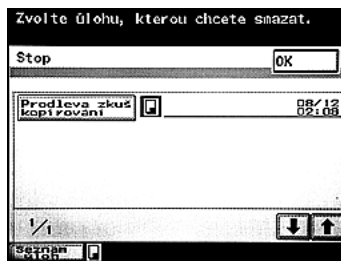 Zvolte úlohu, kterou chcete smazat.
Stop
OK
Prodleva zkuš
kopírování
08/12
02:08
1/1
Seznam
úloh